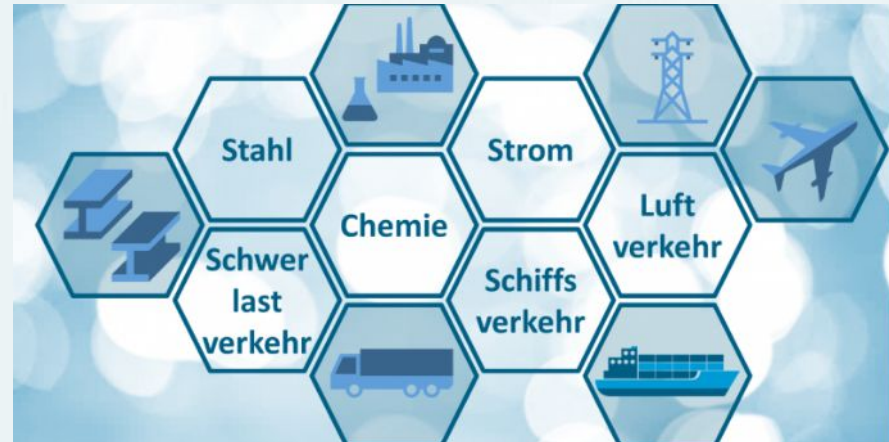 Stahl
Strom
Chemie
Luft
verkehr
Schwer
last
verkehr
Schiffs
verkehr